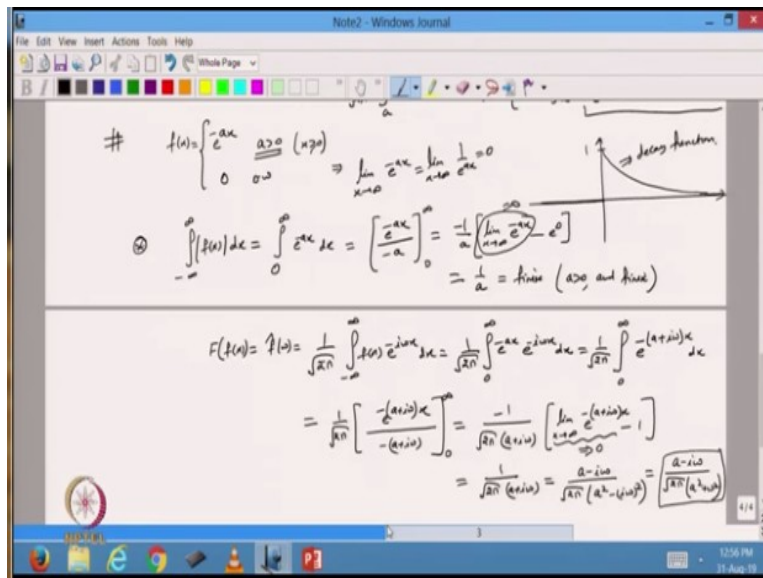 Note2 - Windows Journal
File Edit View Insert Actions Tools Help
Whole Page
# f(x) = { e^{-ax} a>0 (x≥0) ⇒ lim_{x→∞} e^{-ax} = lim_{x→∞} 1/e^{ax} = 0
0 ow
1 ⇒ decay function
∫_{-∞}^{∞} |f(x)| dx = ∫_0^∞ e^{-ax} dx = [e^{-ax}/-a]_0^∞ = -1/a [lim_{x→∞} e^{-ax} - e^0]
= 1/a = finite (a>0, and fixed)
F(f(x)) = f̂(ω) = 1/√2π ∫_{-∞}^{∞} f(x) e^{-iωx} dx = 1/√2π ∫_0^∞ e^{-ax} e^{-iωx} dx = 1/√2π ∫_0^∞ e^{-(a+iω)x} dx
= 1/√2π [e^{-(a+iω)x}/-(a+iω)]_0^∞ = -1/√2π (a+iω) [lim_{x→∞} e^{-(a+iω)x} - 1]
⇒ 0
= 1/√2π (a+iω) = a-iω/√2π (a²-(iω)²) = a-iω/√2π (a²+ω²)
NPTEL
4/4
3
12:56 PM
31-Aug-19